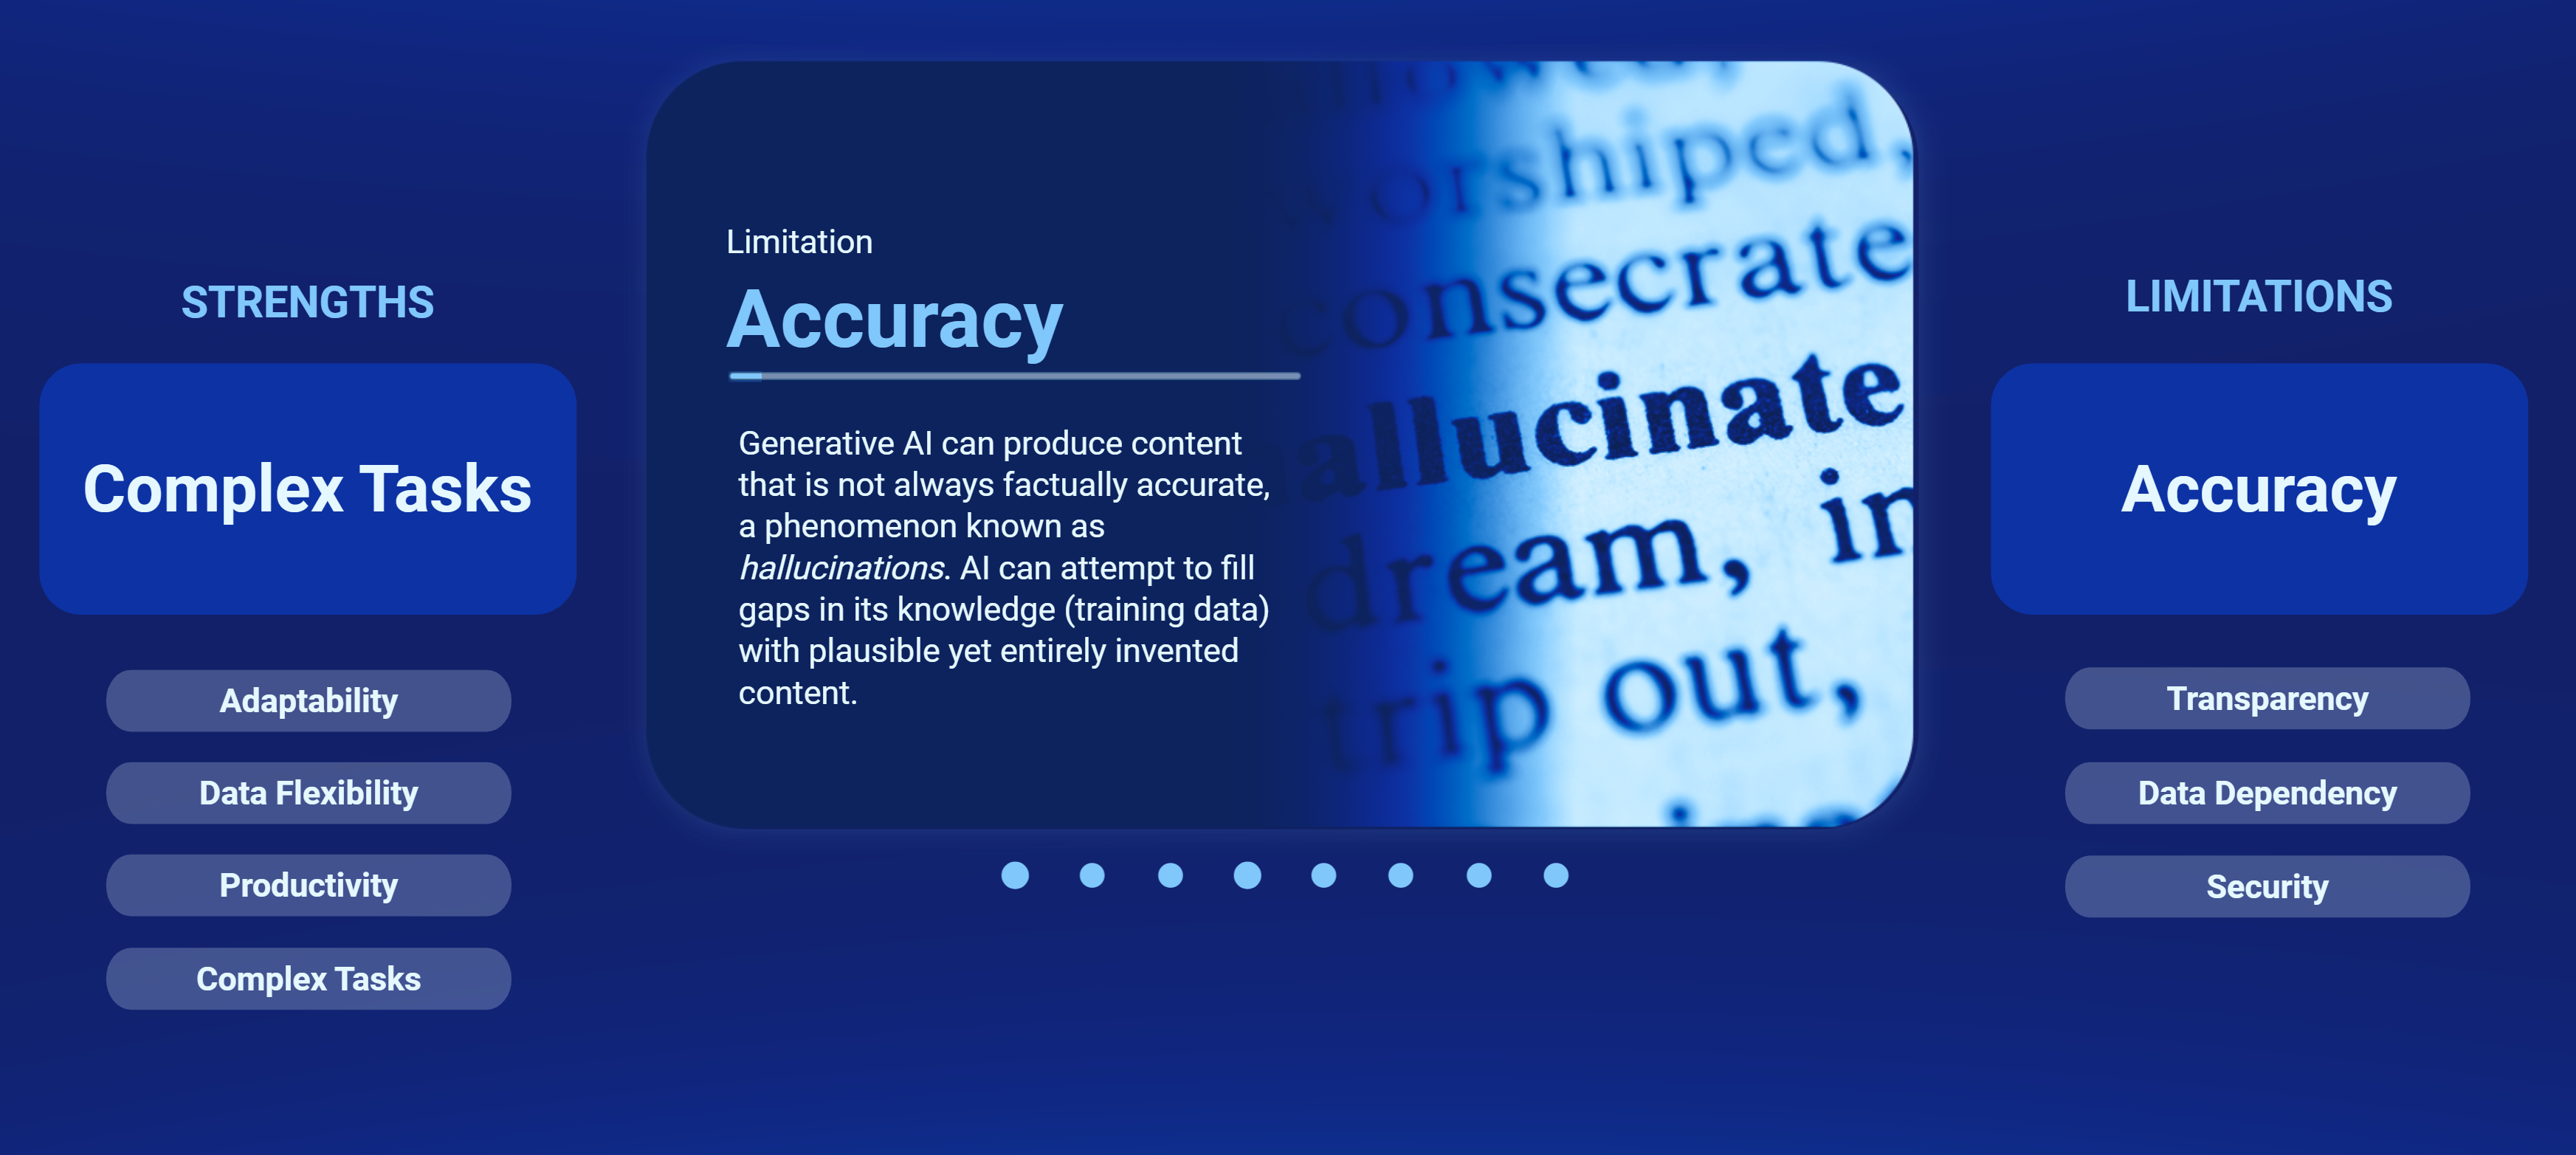 STRENGTHS
Complex Tasks
Adaptability
Data Flexibility
Productivity
Complex Tasks
Limitation
Accuracy
Generative AI can produce content
that is not always factually accurate,
a phenomenon known as
hallucinations. AI can attempt to fill
gaps in its knowledge (training data)
with plausible yet entirely invented
content.
orshiped,
consecrate
allucinate
dream, in
trip out,
LIMITATIONS
Accuracy
Transparency
Data Dependency
Security